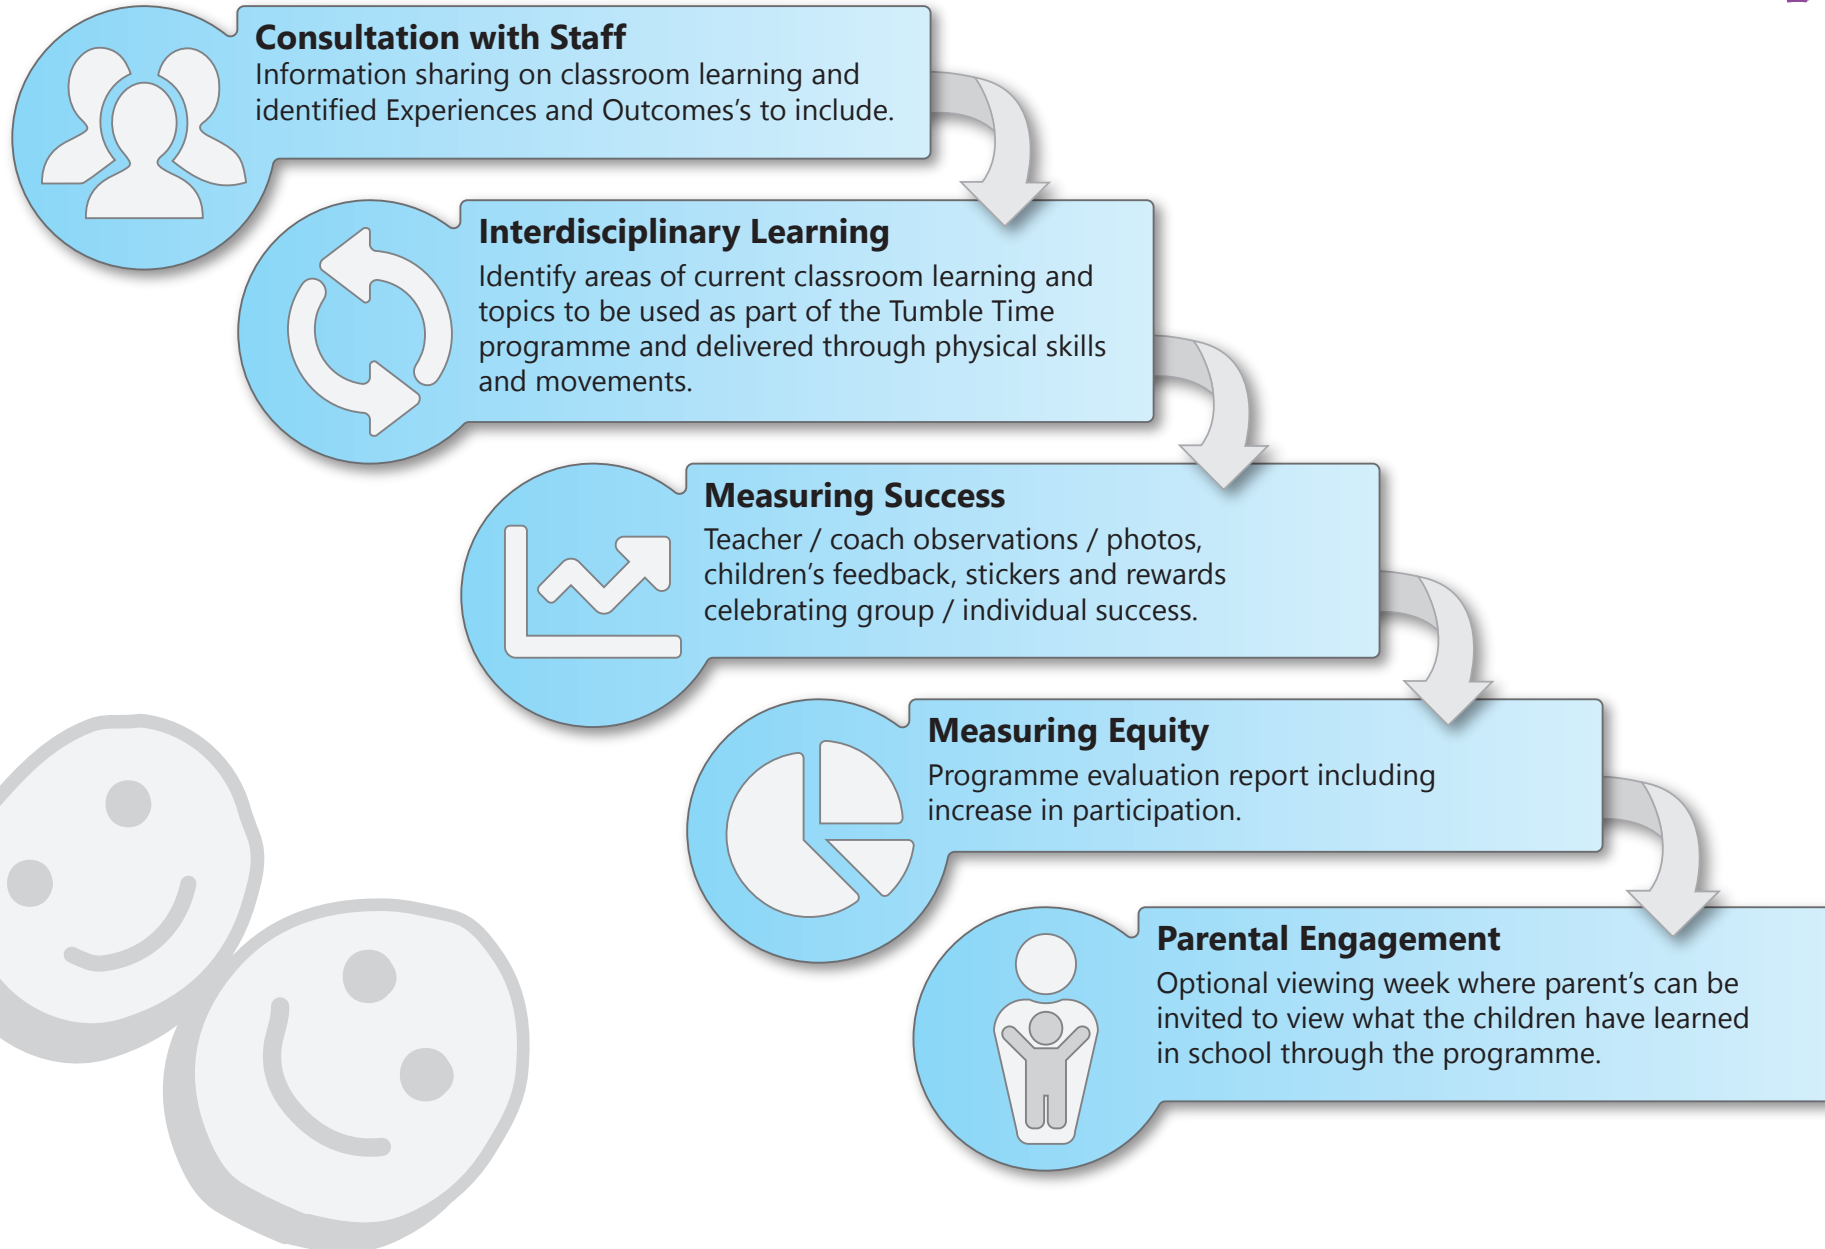 Consultation with Staff
Information sharing on classroom learning and
identified Experiences and Outcomes's to include.
Interdisciplinary Learning
Identify areas of current classroom learning and
topics to be used as part of the Tumble Time
programme and delivered through physical skills
and movements.
Measuring Success
Teacher / coach observations / photos,
children's feedback, stickers and rewards
celebrating group / individual success.
Measuring Equity
Programme evaluation report including
increase in participation.
Parental Engagement
Optional viewing week where parent's can be
invited to view what the children have learned
in school through the programme.